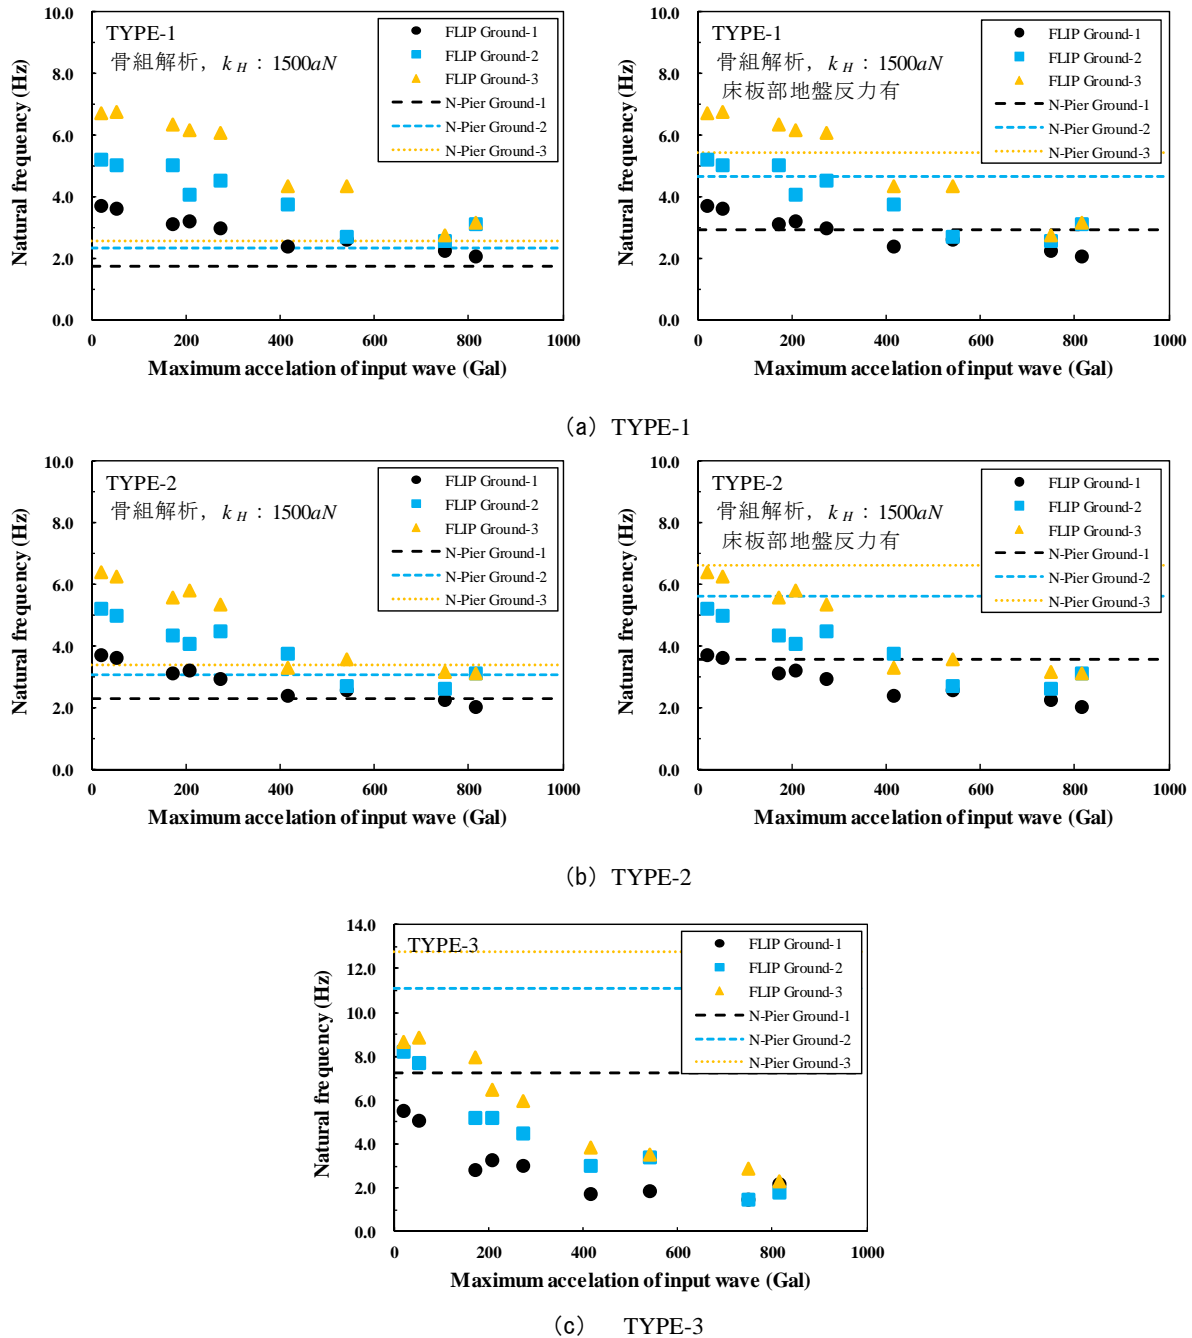 TYPE-1
骨組解析，k H：1500aN
FLIP Ground-1
FLIP Ground-2
FLIP Ground-3
N-Pier Ground-1
N-Pier Ground-2
N-Pier Ground-3
Natural frequency (Hz)
10.0
8.0
6.0
4.0
2.0
0.0
0 200 400 600 800 1000
Maximum accelation of input wave (Gal)
TYPE-1
骨組解析，k H：1500aN
床板部地盤反力有
FLIP Ground-1
FLIP Ground-2
FLIP Ground-3
N-Pier Ground-1
N-Pier Ground-2
N-Pier Ground-3
Natural frequency (Hz)
10.0
8.0
6.0
4.0
2.0
0.0
0 200 400 600 800 1000
Maximum accelation of input wave (Gal)
(a) TYPE-1
TYPE-2
骨組解析，k H：1500aN
FLIP Ground-1
FLIP Ground-2
FLIP Ground-3
N-Pier Ground-1
N-Pier Ground-2
N-Pier Ground-3
Natural frequency (Hz)
10.0
8.0
6.0
4.0
2.0
0.0
0 200 400 600 800 1000
Maximum accelation of input wave (Gal)
TYPE-2
骨組解析，k H：1500aN
床板部地盤反力有
FLIP Ground-1
FLIP Ground-2
FLIP Ground-3
N-Pier Ground-1
N-Pier Ground-2
N-Pier Ground-3
Natural frequency (Hz)
10.0
8.0
6.0
4.0
2.0
0.0
0 200 400 600 800 1000
Maximum accelation of input wave (Gal)
(b) TYPE-2
TYPE-3
FLIP Ground-1
FLIP Ground-2
FLIP Ground-3
N-Pier Ground-1
N-Pier Ground-2
N-Pier Ground-3
Natural frequency (Hz)
14.0
12.0
10.0
8.0
6.0
4.0
2.0
0.0
0 200 400 600 800 1000
Maximum accelation of input wave (Gal)
(c) TYPE-3